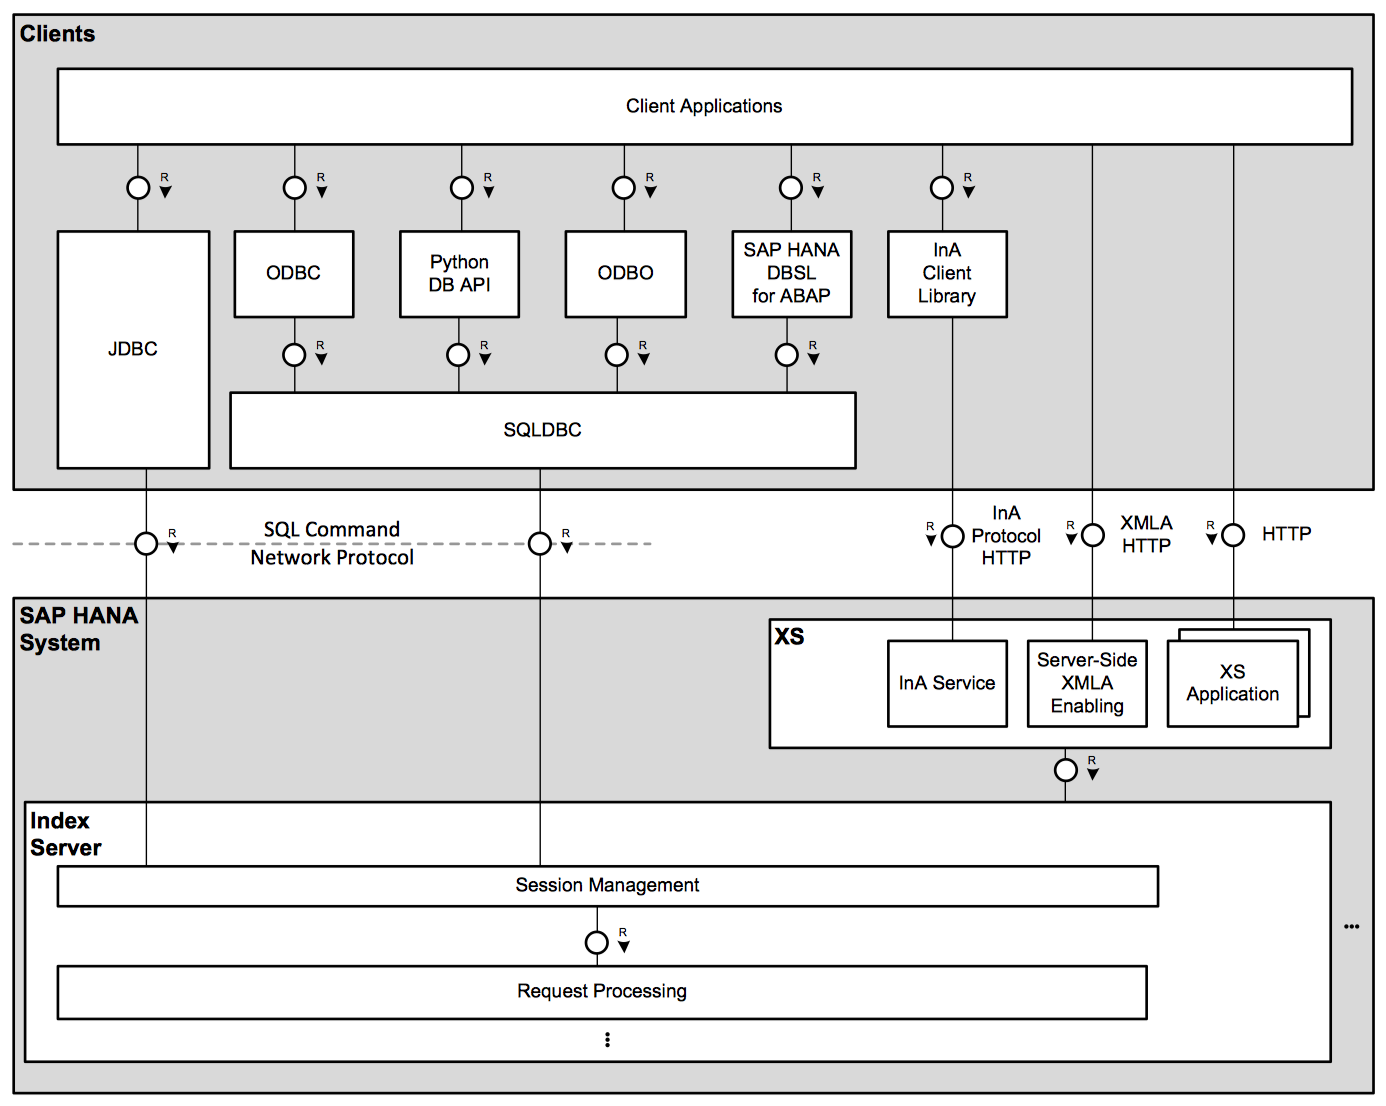 Clients
Client Applications
R
R
R
R
R
R
JDBC
ODBC
Python
DB API
ODBO
SAP HANA
DBSL
for ABAP
InA
Client
Library
R
R
R
R
SQLDBC
R
SQL Command
Network Protocol
R
R
InA
Protocol
HTTP
R
XMLA
HTTP
R
HTTP
SAP HANA
System
XS
InA Service
Server-Side
XMLA
Enabling
XS
Application
R
Index
Server
Session Management
R
Request Processing